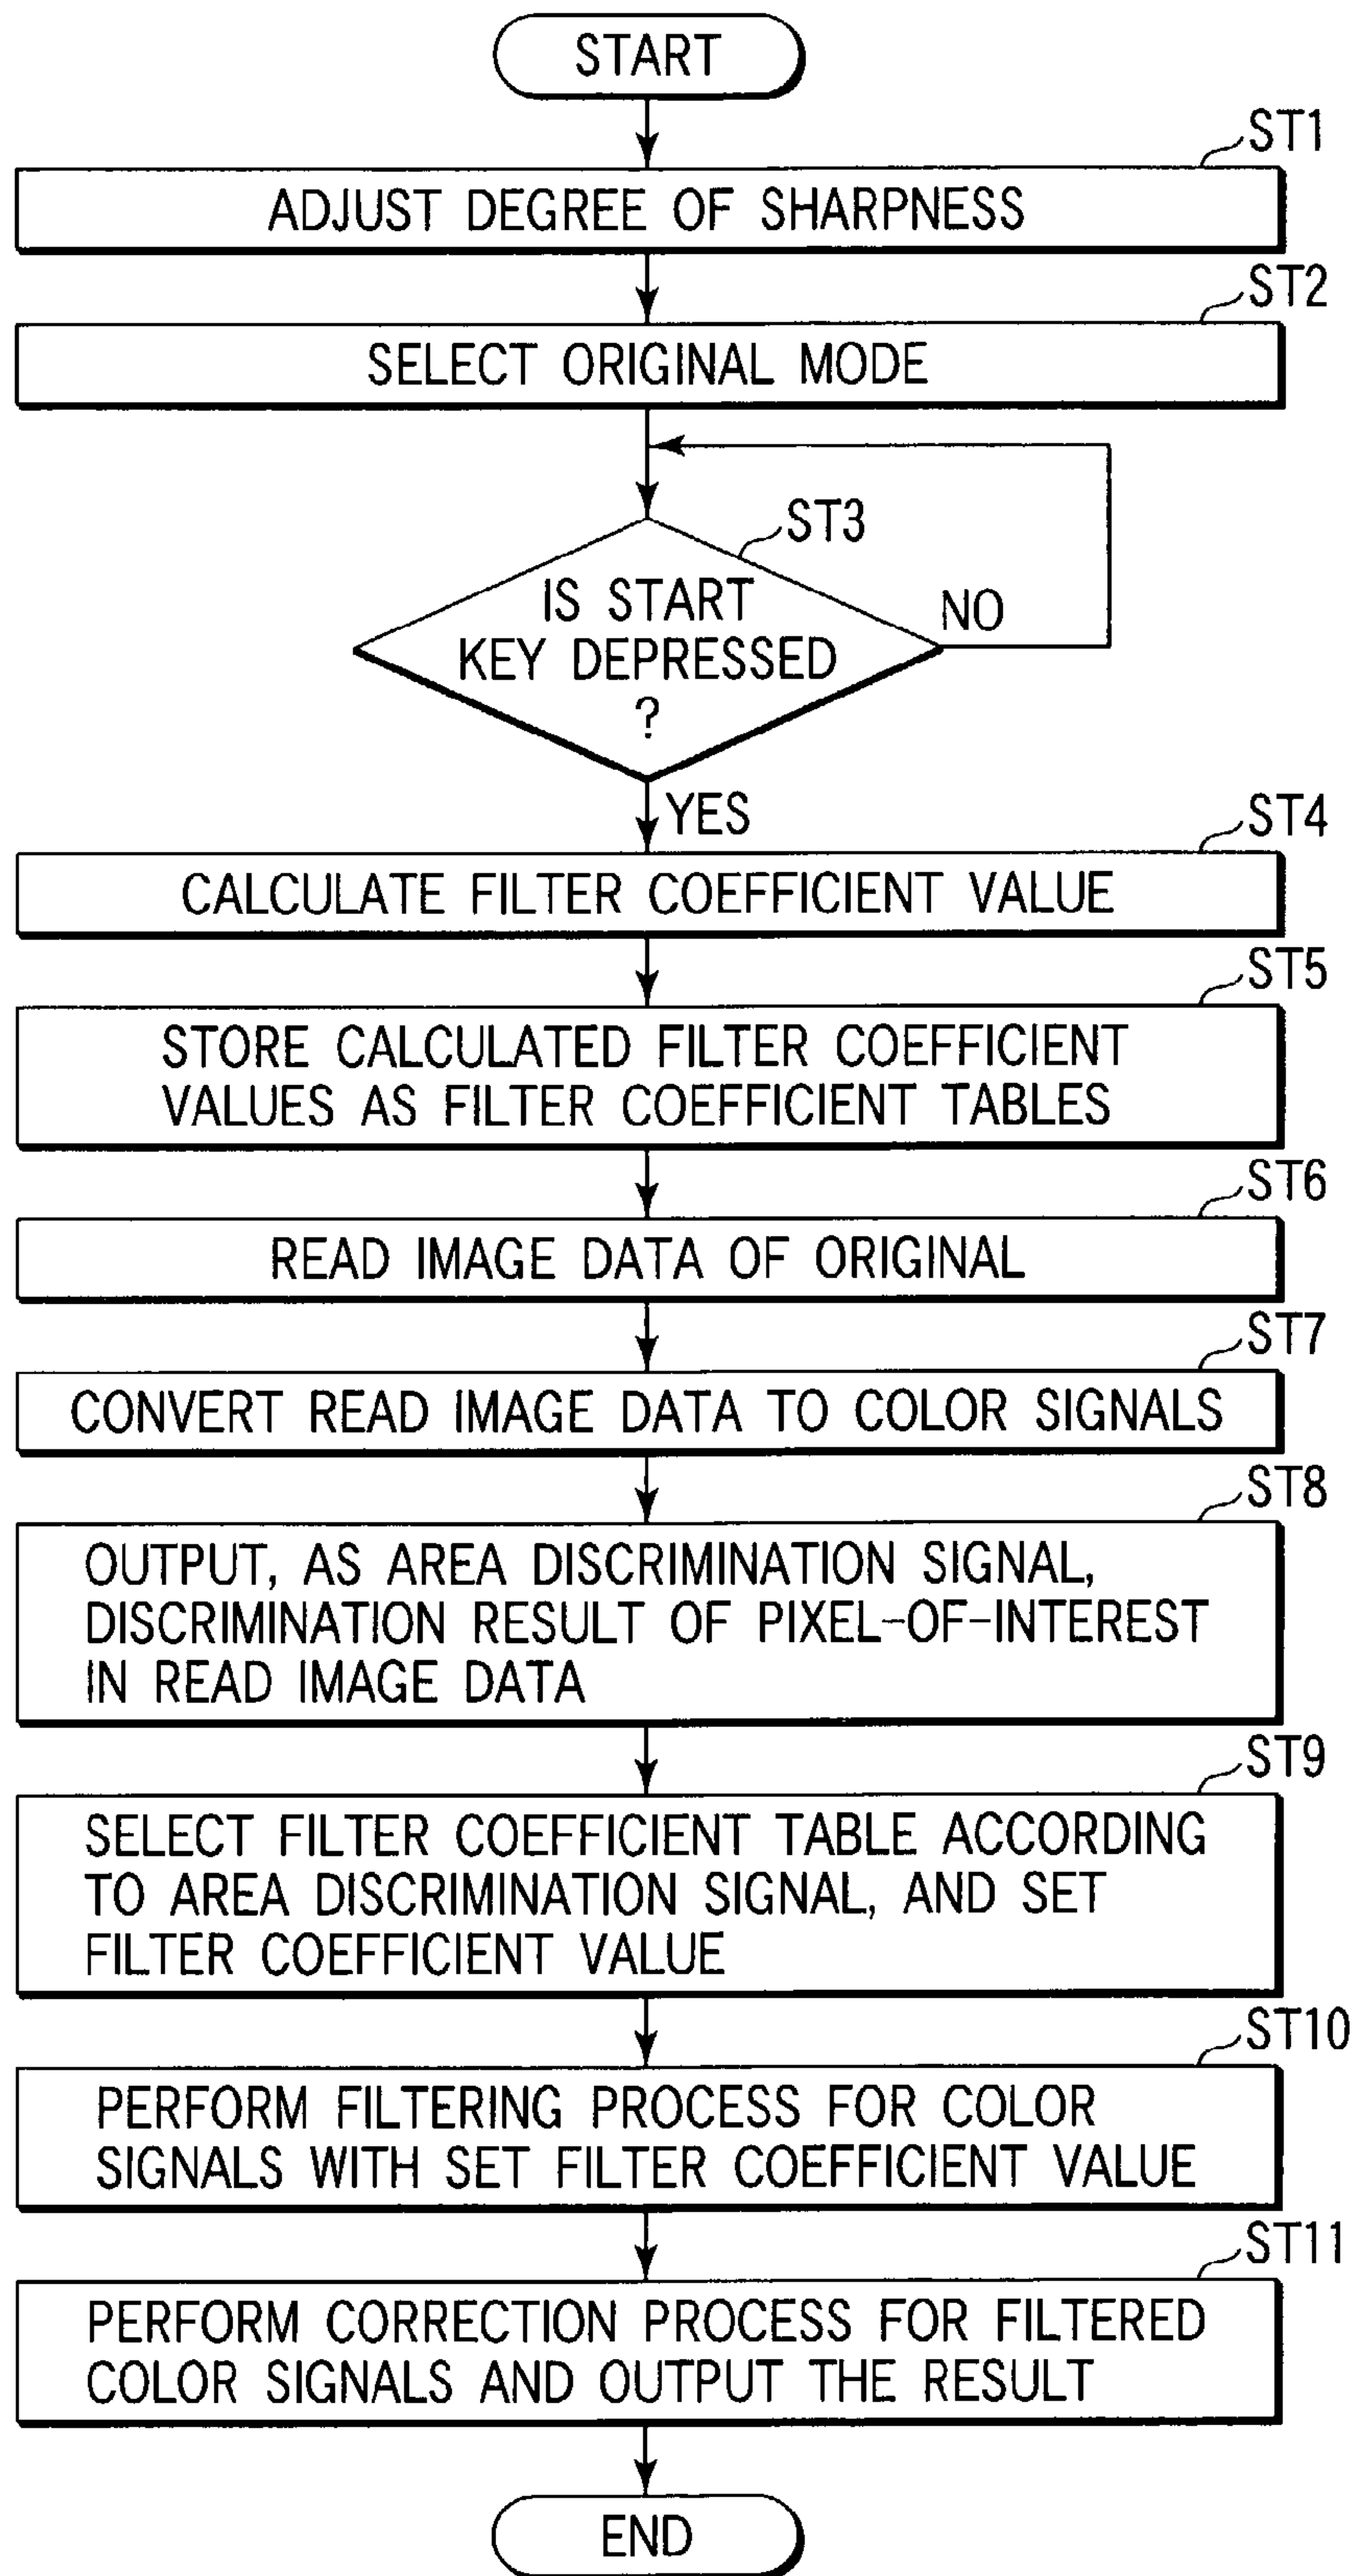 START
ST1
ADJUST DEGREE OF SHARPNESS
ST2
SELECT ORIGINAL MODE
ST3
IS START
KEY DEPRESSED
?
NO
YES
ST4
CALCULATE FILTER COEFFICIENT VALUE
ST5
STORE CALCULATED FILTER COEFFICIENT
VALUES AS FILTER COEFFICIENT TABLES
ST6
READ IMAGE DATA OF ORIGINAL
ST7
CONVERT READ IMAGE DATA TO COLOR SIGNALS
ST8
OUTPUT, AS AREA DISCRIMINATION SIGNAL,
DISCRIMINATION RESULT OF PIXEL-OF-INTEREST
IN READ IMAGE DATA
ST9
SELECT FILTER COEFFICIENT TABLE ACCORDING
TO AREA DISCRIMINATION SIGNAL, AND SET
FILTER COEFFICIENT VALUE
ST10
PERFORM FILTERING PROCESS FOR COLOR
SIGNALS WITH SET FILTER COEFFICIENT VALUE
ST11
PERFORM CORRECTION PROCESS FOR FILTERED
COLOR SIGNALS AND OUTPUT THE RESULT
END